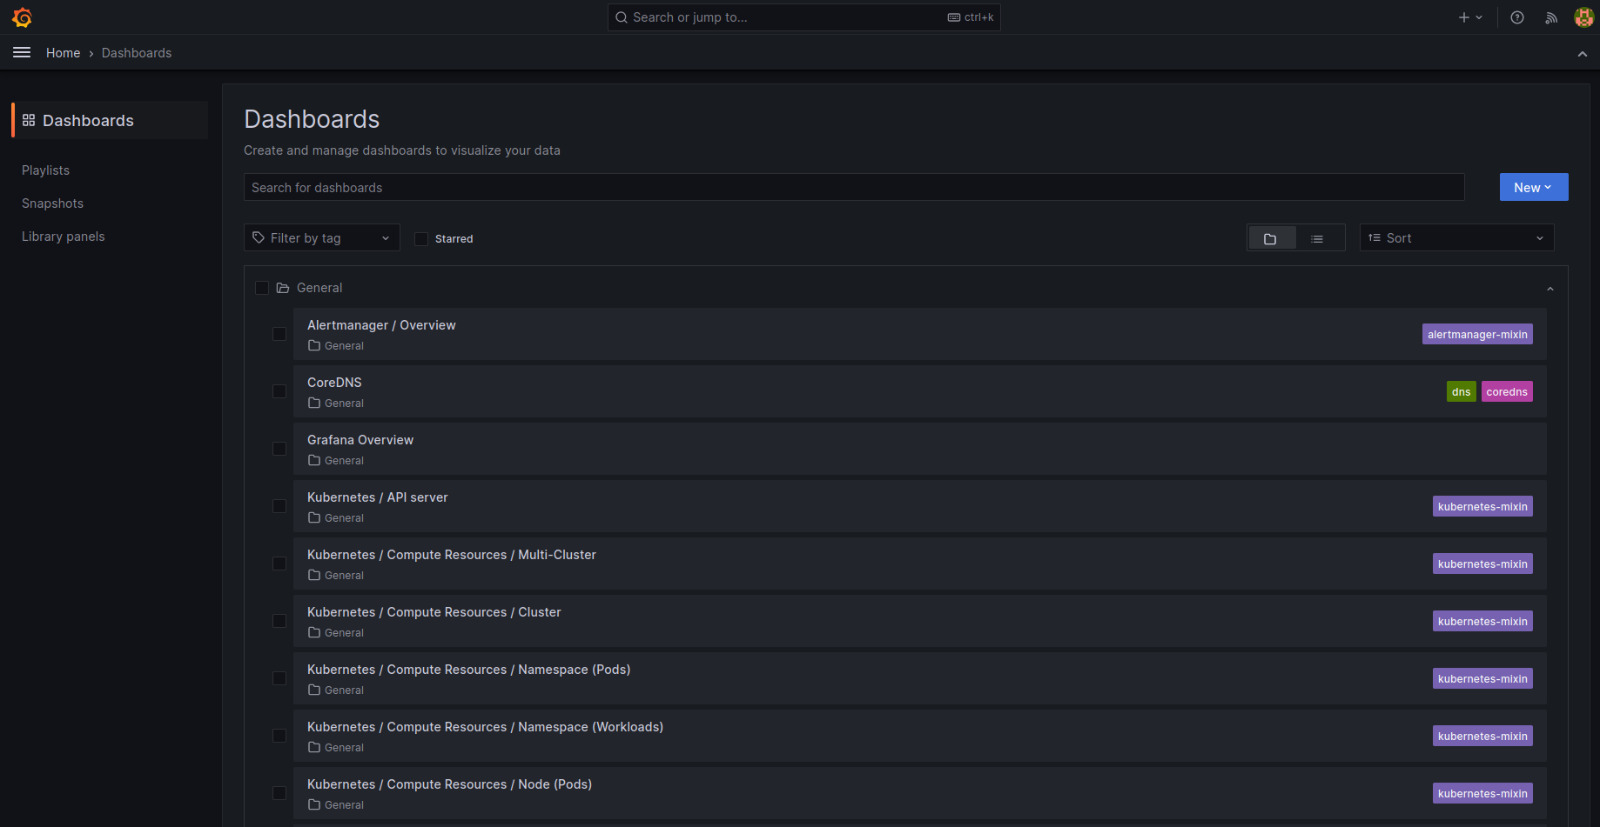 Search or jump to...
ctrl+k
Home › Dashboards
Dashboards
Playlists
Snapshots
Library panels
Dashboards
Create and manage dashboards to visualize your data
Search for dashboards
New
Filter by tag
Starred
Sort
General
Alertmanager / Overview
General
alertmanager-mixin
CoreDNS
General
dns
coredns
Grafana Overview
General
Kubernetes / API server
General
kubernetes-mixin
Kubernetes / Compute Resources / Multi-Cluster
General
kubernetes-mixin
Kubernetes / Compute Resources / Cluster
General
kubernetes-mixin
Kubernetes / Compute Resources / Namespace (Pods)
General
kubernetes-mixin
Kubernetes / Compute Resources / Namespace (Workloads)
General
kubernetes-mixin
Kubernetes / Compute Resources / Node (Pods)
General
kubernetes-mixin